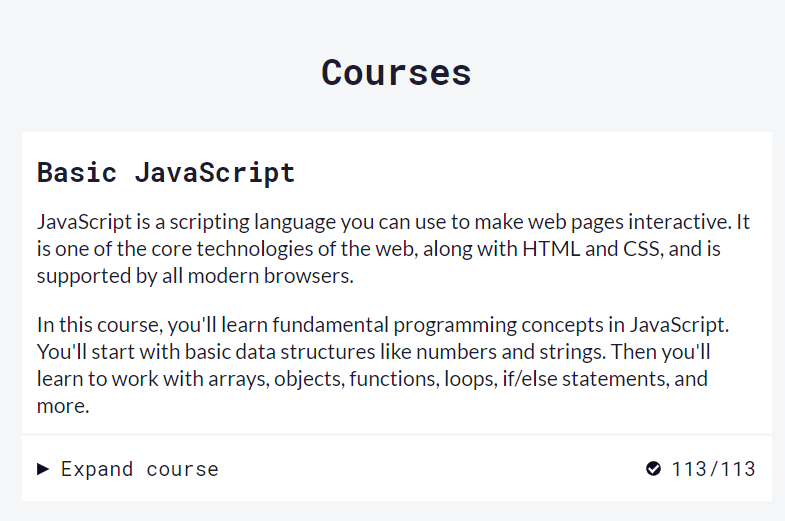 Courses
Basic JavaScript
JavaScript is a scripting language you can use to make web pages interactive. It
is one of the core technologies of the web, along with HTML and CSS, and is
supported by all modern browsers.
In this course, you'll learn fundamental programming concepts in JavaScript.
You'll start with basic data structures like numbers and strings. Then you'll
learn to work with arrays, objects, functions, loops, if/else statements, and
more.
Expand course 113/113